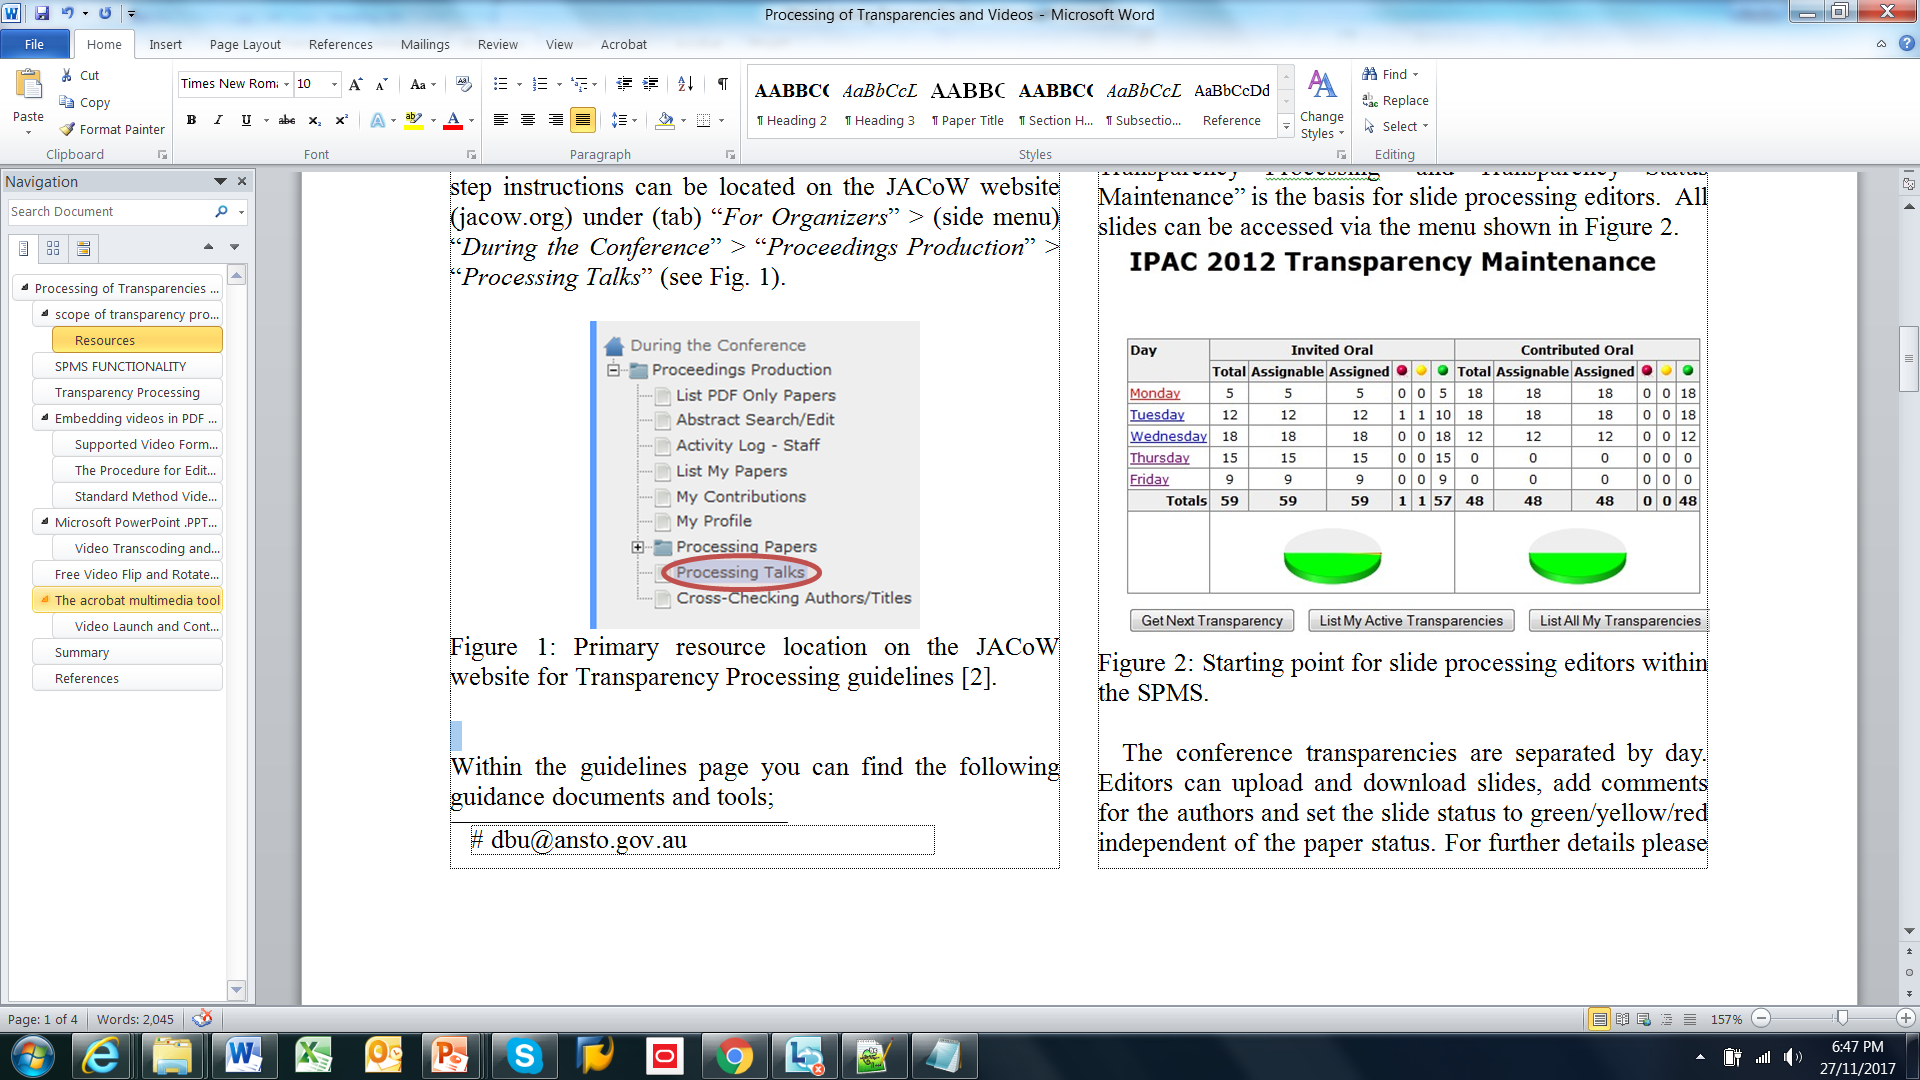 Processing of Transparencies and Videos - Microsoft Word
File Home Insert Page Layout References Mailings Review View Acrobat
Paste
Cut
Copy
Format Painter
Clipboard
Times New Roma 10
Font
Paragraph
AABBC( AaBbCcL AABBC AABBC( AaBbCcL AaBbCcDd
¶ Heading 2 ¶ Heading 3 ¶ Paper Title ¶ Section H... ¶ Subsectio... Reference
Styles
Change
Styles
Find
Replace
Select
Editing
Navigation
Search Document
Processing of Transparencies ...
scope of transparency pro...
Resources
SPMS FUNCTIONALITY
Transparency Processing
Embedding videos in PDF ...
Supported Video Form...
The Procedure for Edit...
Standard Method Vide...
Microsoft PowerPoint .PPT...
Video Transcoding and...
Free Video Flip and Rotate...
The acrobat multimedia tool
Video Launch and Cont...
Summary
References
step instructions can be located on the JACoW website
(jacow.org) under (tab) “For Organizers” > (side menu)
“During the Conference” > “Proceedings Production” >
“Processing Talks” (see Fig. 1).
During the Conference
Proceedings Production
List PDF Only Papers
Abstract Search/Edit
Activity Log - Staff
List My Papers
My Contributions
My Profile
Processing Papers
Processing Talks
Cross-Checking Authors/Titles
Figure 1: Primary resource location on the JACoW
website for Transparency Processing guidelines [2].
Within the guidelines page you can find the following
guidance documents and tools;
# dbu@ansto.gov.au
Transparency Processing and Transparency Status
Maintenance” is the basis for slide processing editors. All
slides can be accessed via the menu shown in Figure 2.
IPAC 2012 Transparency Maintenance
Day Invited Oral Contributed Oral
Total Assignable Assigned Total Assignable Assigned
Monday 5 5 5 0 0 5 18 18 18 0 0 18
Tuesday 12 12 12 1 1 10 18 18 18 0 0 18
Wednesday 18 18 18 0 0 18 12 12 12 0 0 12
Thursday 15 15 15 0 0 15 0 0 0 0 0 0
Friday 9 9 9 0 0 9 0 0 0 0 0 0
Totals 59 59 59 1 1 57 48 48 48 0 0 48
Get Next Transparency List My Active Transparencies List All My Transparencies
Figure 2: Starting point for slide processing editors within
the SPMS.
The conference transparencies are separated by day.
Editors can upload and download slides, add comments
for the authors and set the slide status to green/yellow/red
independent of the paper status. For further details please
Page: 1 of 4 Words: 2,045 157%
6:47 PM
27/11/2017